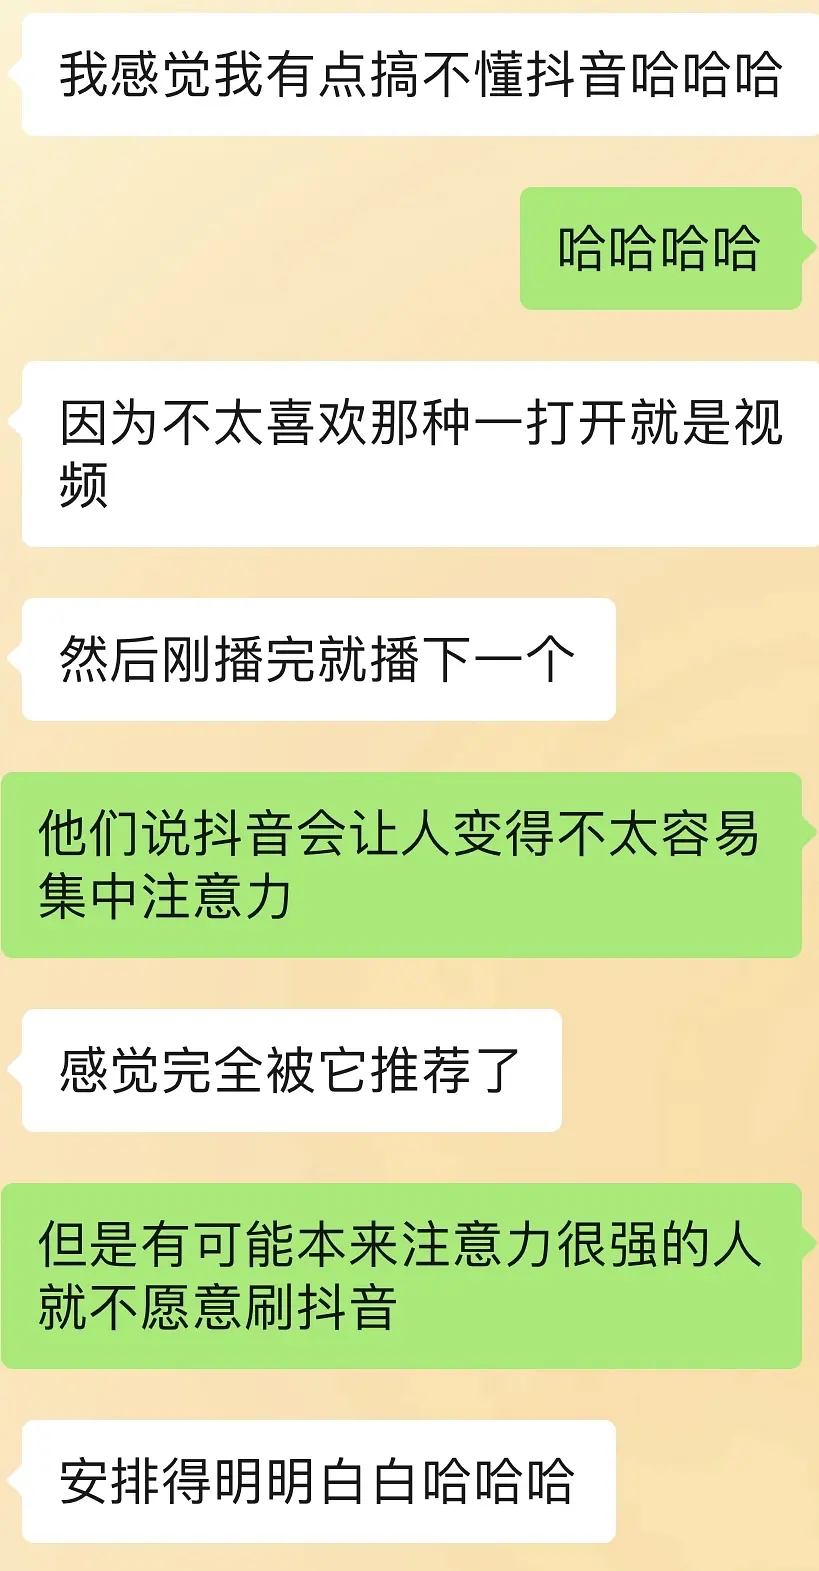 我感觉我有点搞不懂抖音哈哈哈
哈哈哈哈
因为不太喜欢那种一打开就是视
频
然后刚播完就播下一个
他们说抖音会让人变得不太容易
集中注意力
感觉完全被它推荐了
但是有可能本来注意力很强的人
就不愿意刷抖音
安排得明明白白哈哈哈